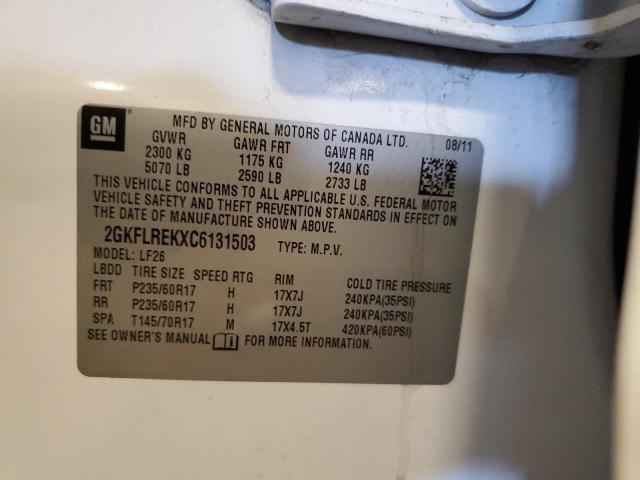 GM
MFD BY GENERAL MOTORS OF CANADA LTD. 08/11
GVWR GAWR FRT GAWR RR
2300 KG 1175 KG 1240 KG
5070 LB 2590 LB 2733 LB
THIS VEHICLE CONFORMS TO ALL APPLICABLE U.S. FEDERAL MOTOR
VEHICLE SAFETY AND THEFT PREVENTION STANDARDS IN EFFECT ON
THE DATE OF MANUFACTURE SHOWN ABOVE.
2GKFLREKXC6131503 TYPE: M.P.V.
MODEL: LF26
LBDD TIRE SIZE SPEED RTG RIM COLD TIRE PRESSURE
FRT P235/60R17 H 17X7J 240KPA(35PSI)
RR P235/60R17 H 17X7J 240KPA(35PSI)
SPA T145/70R17 M 17X4.5T 420KPA(60PSI)
SEE OWNER'S MANUAL i FOR MORE INFORMATION.